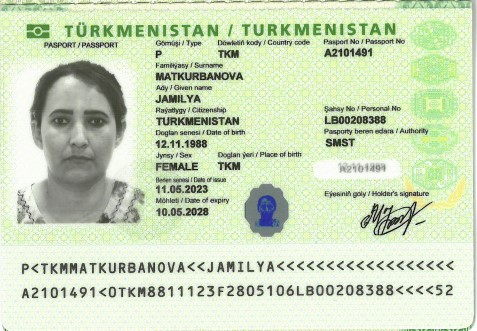 TÜRKMENISTAN / TURKMENISTAN
PASPORT / PASSPORT
Görnüşi / Type Döwletiň kody / Country code Pasport No / Passport No
P TKM A2101491
Familiýasy / Surname
MATKURBANOVA
Ady / Given name
JAMILYA
Raýatlygy / Citizenship Şahsy No / Personal No
TURKMENISTAN LB00208388
Doglan senesi / Date of birth Pasporty beren edara / Authority
12.11.1988 SMST
Jynsy / Sex Doglan ýeri / Place of birth
FEMALE TKM
A2101491
Berlen senesi / Date of issue
11.05.2023
Möhleti / Date of expiry Eýesiniň goly / Holder's signature
10.05.2028
P<TKMMATKURBANOVA<<JAMILYA<<<<<<<<<<<<<<<<<<
A2101491<0TKM8811123F2805106LB00208388<<<<52